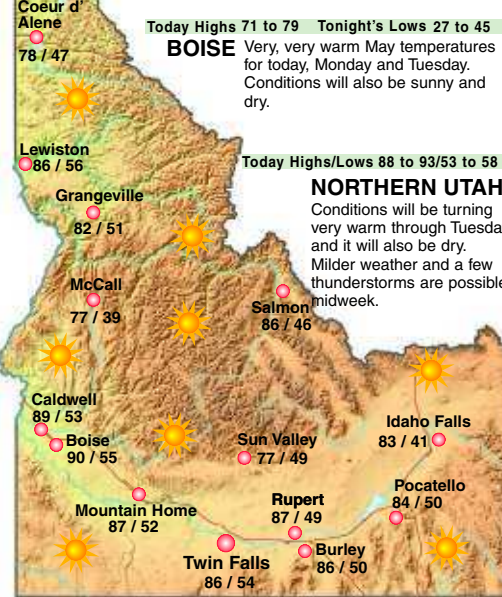 Coeur d'
Alene
78 / 47
Today Highs 71 to 79 Tonight's Lows 27 to 45
BOISE Very, very warm May temperatures
for today, Monday and Tuesday.
Conditions will also be sunny and
dry.
Lewiston
86 / 56
Today Highs/Lows 88 to 93/53 to 58
NORTHERN UTAH
Conditions will be turning
very warm through Tuesda
and it will also be dry.
Milder weather and a few
thunderstorms are possible
midweek.
Grangeville
82 / 51
McCall
77 / 39
Salmon
86 / 46
Caldwell
89 / 53
Boise
90 / 55
Sun Valley
77 / 49
Idaho Falls
83 / 41
Mountain Home
87 / 52
Rupert
87 / 49
Pocatello
84 / 50
Twin Falls
86 / 54
Burley
86 / 50